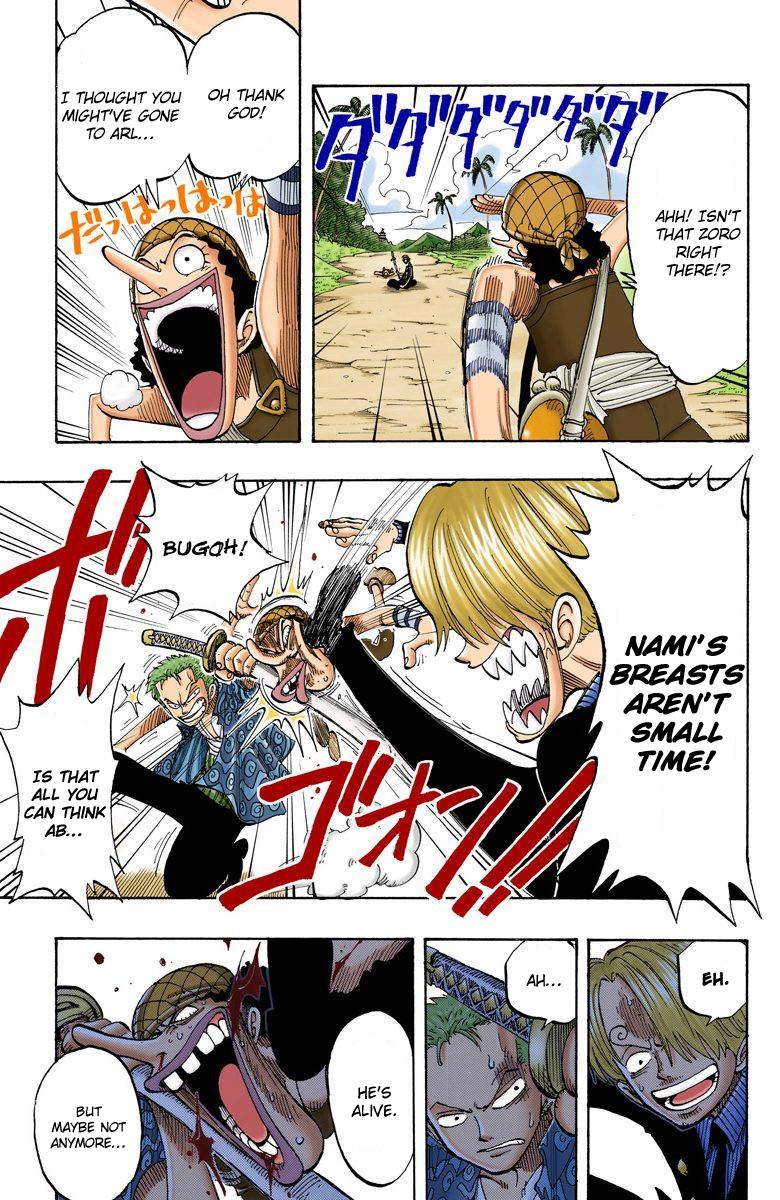 ダダダダダ
AHH! ISN'T
THAT ZORO
RIGHT
THERE!?
OH THANK
GOD!
I THOUGHT YOU
MIGHT'VE GONE
TO ARL...
だっはっはっはっは
NAMI'S
BREASTS
AREN'T
SMALL
TIME!
BUGOH!
ゴオン!!
IS THAT
ALL YOU
CAN THINK
AB...
EH.
AH...
HE'S
ALIVE.
BUT
MAYBE NOT
ANYMORE...